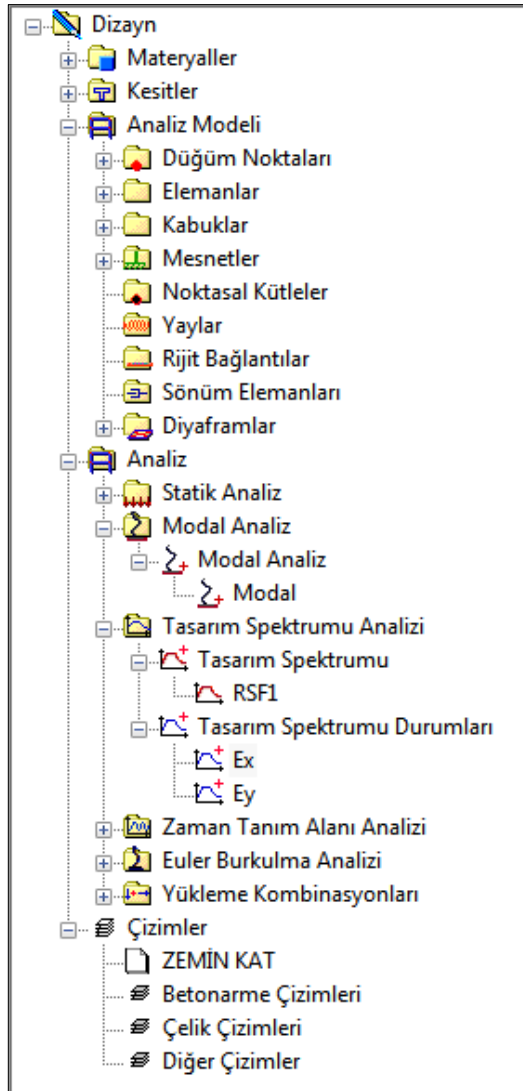 Dizayn
Materyaller
Kesitler
Analiz Modeli
Düğüm Noktaları
Elemanlar
Kabuklar
Mesnetler
Noktasal Kütleler
Yaylar
Rijit Bağlantılar
Sönüm Elemanları
Diyaframlar
Analiz
Statik Analiz
Modal Analiz
Modal Analiz
Modal
Tasarım Spektrumu Analizi
Tasarım Spektrumu
RSF1
Tasarım Spektrumu Durumları
Ex
Ey
Zaman Tanım Alanı Analizi
Euler Burkulma Analizi
Yükleme Kombinasyonları
Çizimler
ZEMİN KAT
Betonarme Çizimleri
Çelik Çizimleri
Diğer Çizimler